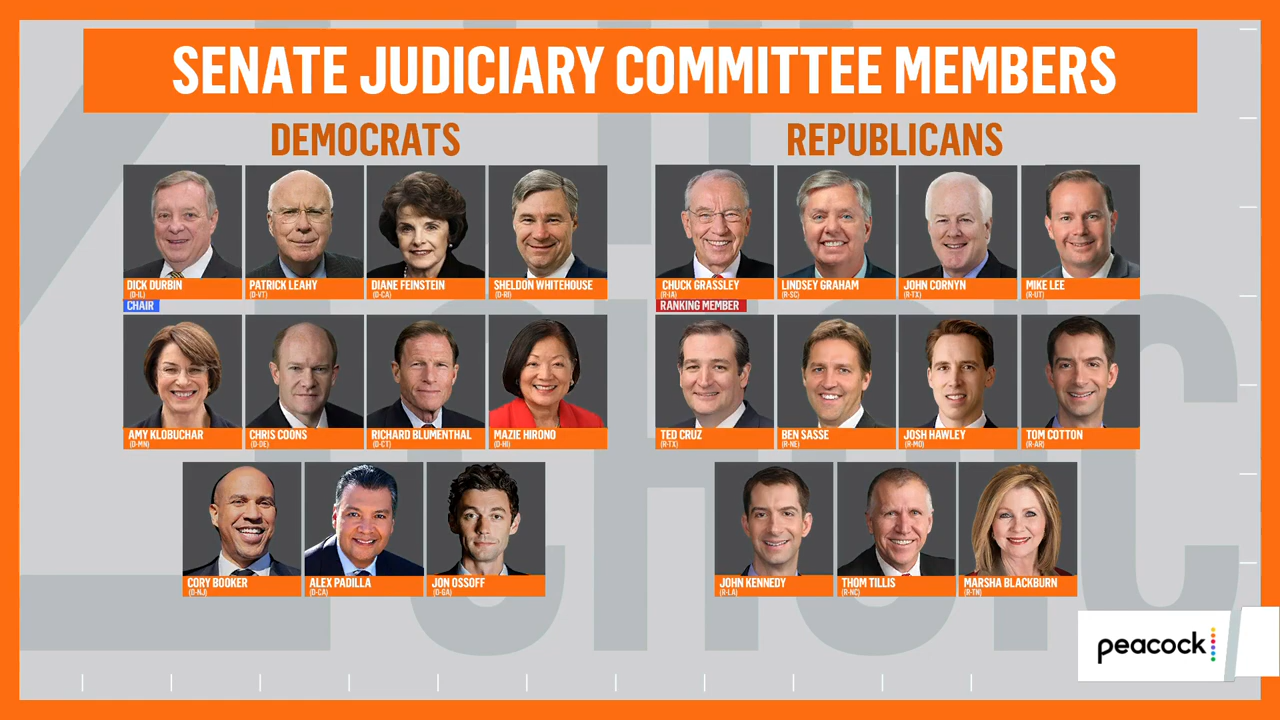 SENATE JUDICIARY COMMITTEE MEMBERS
DEMOCRATS
DICK DURBIN
(D-IL)
CHAIR
PATRICK LEAHY
(D-VT)
DIANE FEINSTEIN
(D-CA)
SHELDON WHITEHOUSE
(D-RI)
AMY KLOBUCHAR
(D-MN)
CHRIS COONS
(D-DE)
RICHARD BLUMENTHAL
(D-CT)
MAZIE HIRONO
(D-HI)
CORY BOOKER
(D-NJ)
ALEX PADILLA
(D-CA)
JON OSSOFF
(D-GA)
REPUBLICANS
CHUCK GRASSLEY
(R-IA)
RANKING MEMBER
LINDSEY GRAHAM
(R-SC)
JOHN CORNYN
(R-TX)
MIKE LEE
(R-UT)
TED CRUZ
(R-TX)
BEN SASSE
(R-NE)
JOSH HAWLEY
(R-MO)
TOM COTTON
(R-AR)
JOHN KENNEDY
(R-LA)
THOM TILLIS
(R-NC)
MARSHA BLACKBURN
(R-TN)
peacock